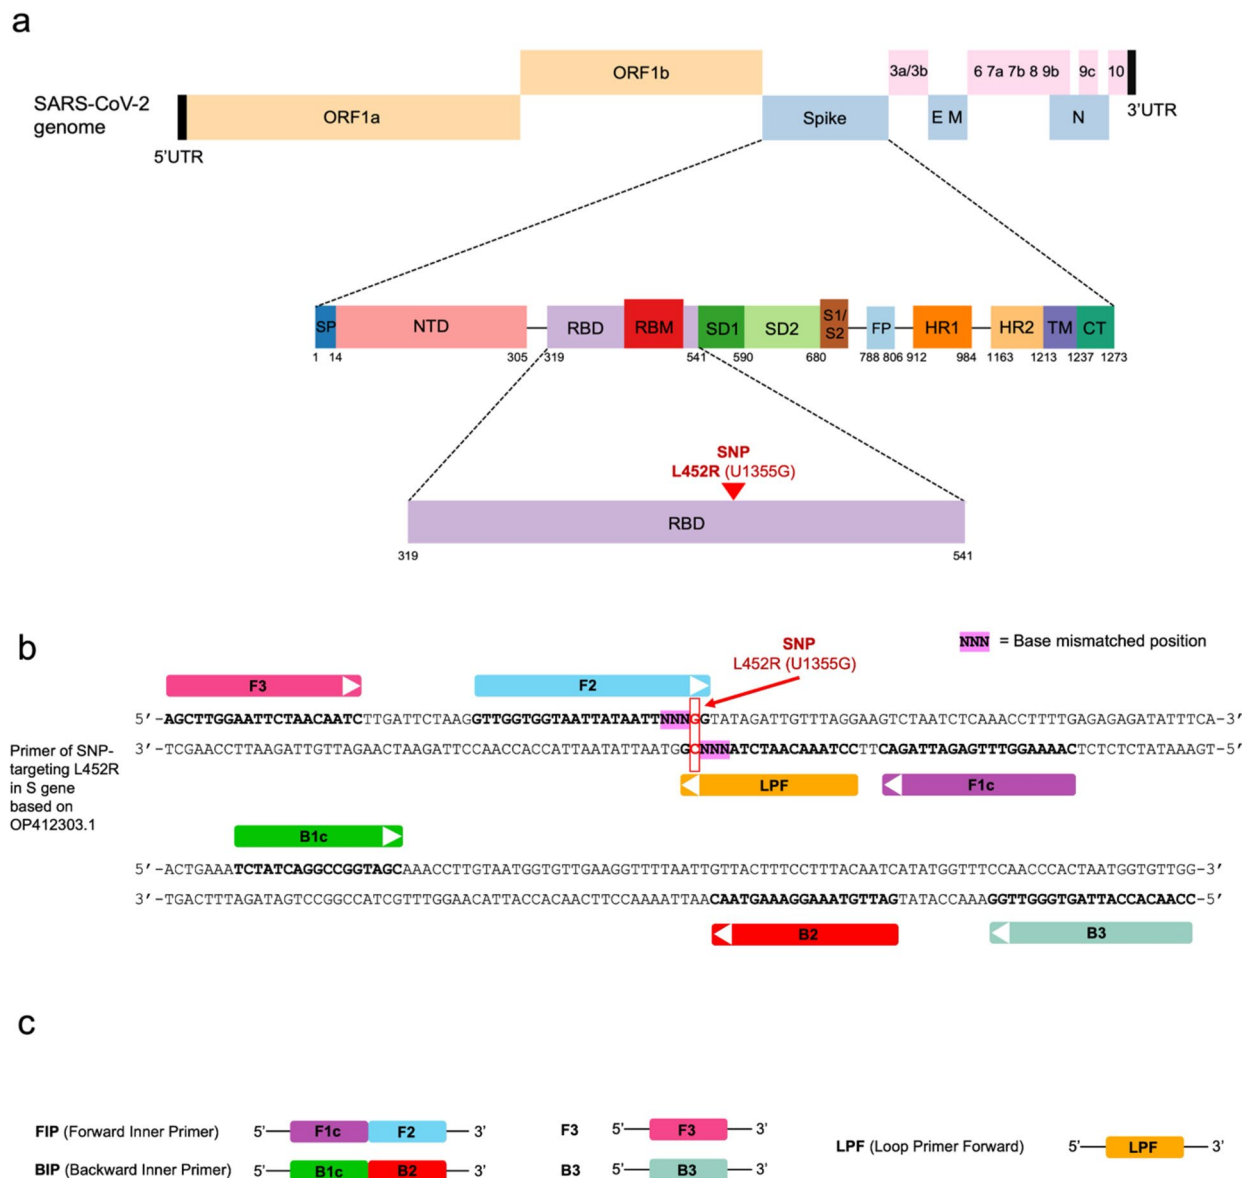 a
ORF1b
3a/3b
6 7a 7b 8 9b
9c
10
SARS-CoV-2
genome
ORF1a
Spike
E M
N
3’UTR
5’UTR
SP
NTD
RBD
RBM
SD1
SD2
S1/
S2
FP
HR1
HR2
TM
CT
1 14 305 319 541 590 680 788 806 912 984 1163 1213 1237 1273
SNP
L452R (U1355G)
RBD
319
541
b
SNP
L452R (U1355G)
NNN = Base mismatched position
F3
F2
5’-AGCTTGGAATTCTAACAATCTTGATTCTAAGGTTGGTGGTAATTATAATTNNNGGTATAGATTGTTTAGGAAGTCTAATCTCAAACCTTTTGAGAGAGATATTTCA-3’
3’-TCGAACCTTAAGATTGTTAGAACTAAGATTCCAACCACCATTAATATTAATGGCNNNATCTAACAAATCCTTCAGATTAGAGTTTGGAAAACTCTCTCTATAAAGT-5’
Primer of SNP-
targeting L452R
in S gene
based on
OP412303.1
LPF
F1c
B1c
5’-ACTGAAATCTATCAGGCCGGTAGCAAACCTTGTAATGGTGTTGAAGGTTTTAATTGTTACTTTCCTTTACAATCATATGGTTTCCAACCCACTAATGGTGTTGG-3’
3’-TGACTTTAGATAGTCCGGCCATCGTTTGGAACATTACCACAACTTCCAAAATTAACAATGAAAGGAAATGTTAGTATACCAAAGGTTGGGTGATTACCACAACC-5’
B2
B3
c
FIP (Forward Inner Primer) 5’ F1c F2 3’
F3 5’ F3 3’
LPF (Loop Primer Forward) 5’ LPF 3’
BIP (Backward Inner Primer) 5’ B1c B2 3’
B3 5’ B3 3’